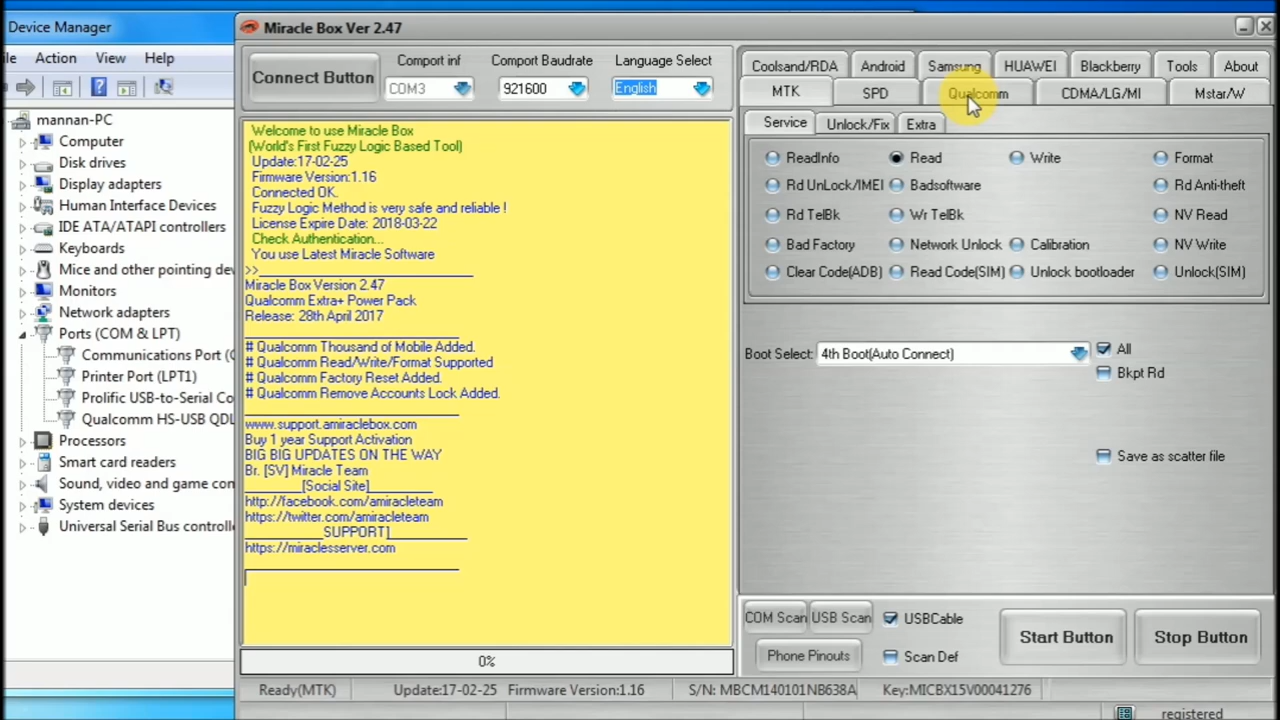 Device Manager
ile Action View Help
mannan-PC
Computer
Disk drives
Display adapters
Human Interface Devices
IDE ATA/ATAPI controllers
Keyboards
Mice and other pointing dev
Monitors
Network adapters
Ports (COM & LPT)
Communications Port (C
Printer Port (LPT1)
Prolific USB-to-Serial Co
Qualcomm HS-USB QDL
Processors
Smart card readers
Sound, video and game con
System devices
Universal Serial Bus controll
Miracle Box Ver 2.47
Connect Button
Comport inf Comport Baudrate Language Select
COM3 921600 English
Welcome to use Miracle Box
(World's First Fuzzy Logic Based Tool)
Update:17-02-25
Firmware Version:1.16
Connected OK.
Fuzzy Logic Method is very safe and reliable !
License Expire Date: 2018-03-22
Check Authentication...
You use Latest Miracle Software
>>
Miracle Box Version 2.47
Qualcomm Extra+ Power Pack
Release: 28th April 2017
# Qualcomm Thousand of Mobile Added.
# Qualcomm Read/Write/Format Supported
# Qualcomm Factory Reset Added.
# Qualcomm Remove Accounts Lock Added.
www.support.amiraclebox.com
Buy 1 year Support Activation
BIG BIG UPDATES ON THE WAY
Br. [SV] Miracle Team
[Social Site]
http://facebook.com/amiracleteam
https://twitter.com/amiracleteam
SUPPORT]
https://miraclesserver.com
0%
Coolsand/RDA Android Samsung HUAWEI Blackberry Tools About
MTK SPD Qualcomm CDMA/LG/MI Mstar/W
Service Unlock/Fix Extra
ReadInfo Read Write Format
Rd UnLock/IMEI Badsoftware Rd Anti-theft
Rd TelBk Wr TelBk NV Read
Bad Factory Network Unlock Calibration NV Write
Clear Code(ADB) Read Code(SIM) Unlock bootloader Unlock(SIM)
Boot Select: 4th Boot(Auto Connect) All
Bkpt Rd
Save as scatter file
COM Scan USB Scan USBCable
Phone Pinouts Scan Def
Start Button Stop Button
Ready(MTK) Update:17-02-25 Firmware Version:1.16 S/N: MBCM140101NB638A Key:MICBX15V00041276
registered